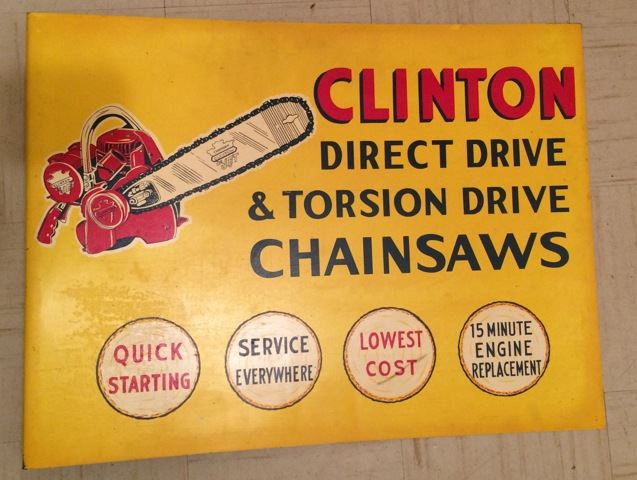 CLINTON
DIRECT DRIVE
& TORSION DRIVE
CHAINSAWS
QUICK
STARTING
SERVICE
EVERYWHERE
LOWEST
COST
15 MINUTE
ENGINE
REPLACEMENT